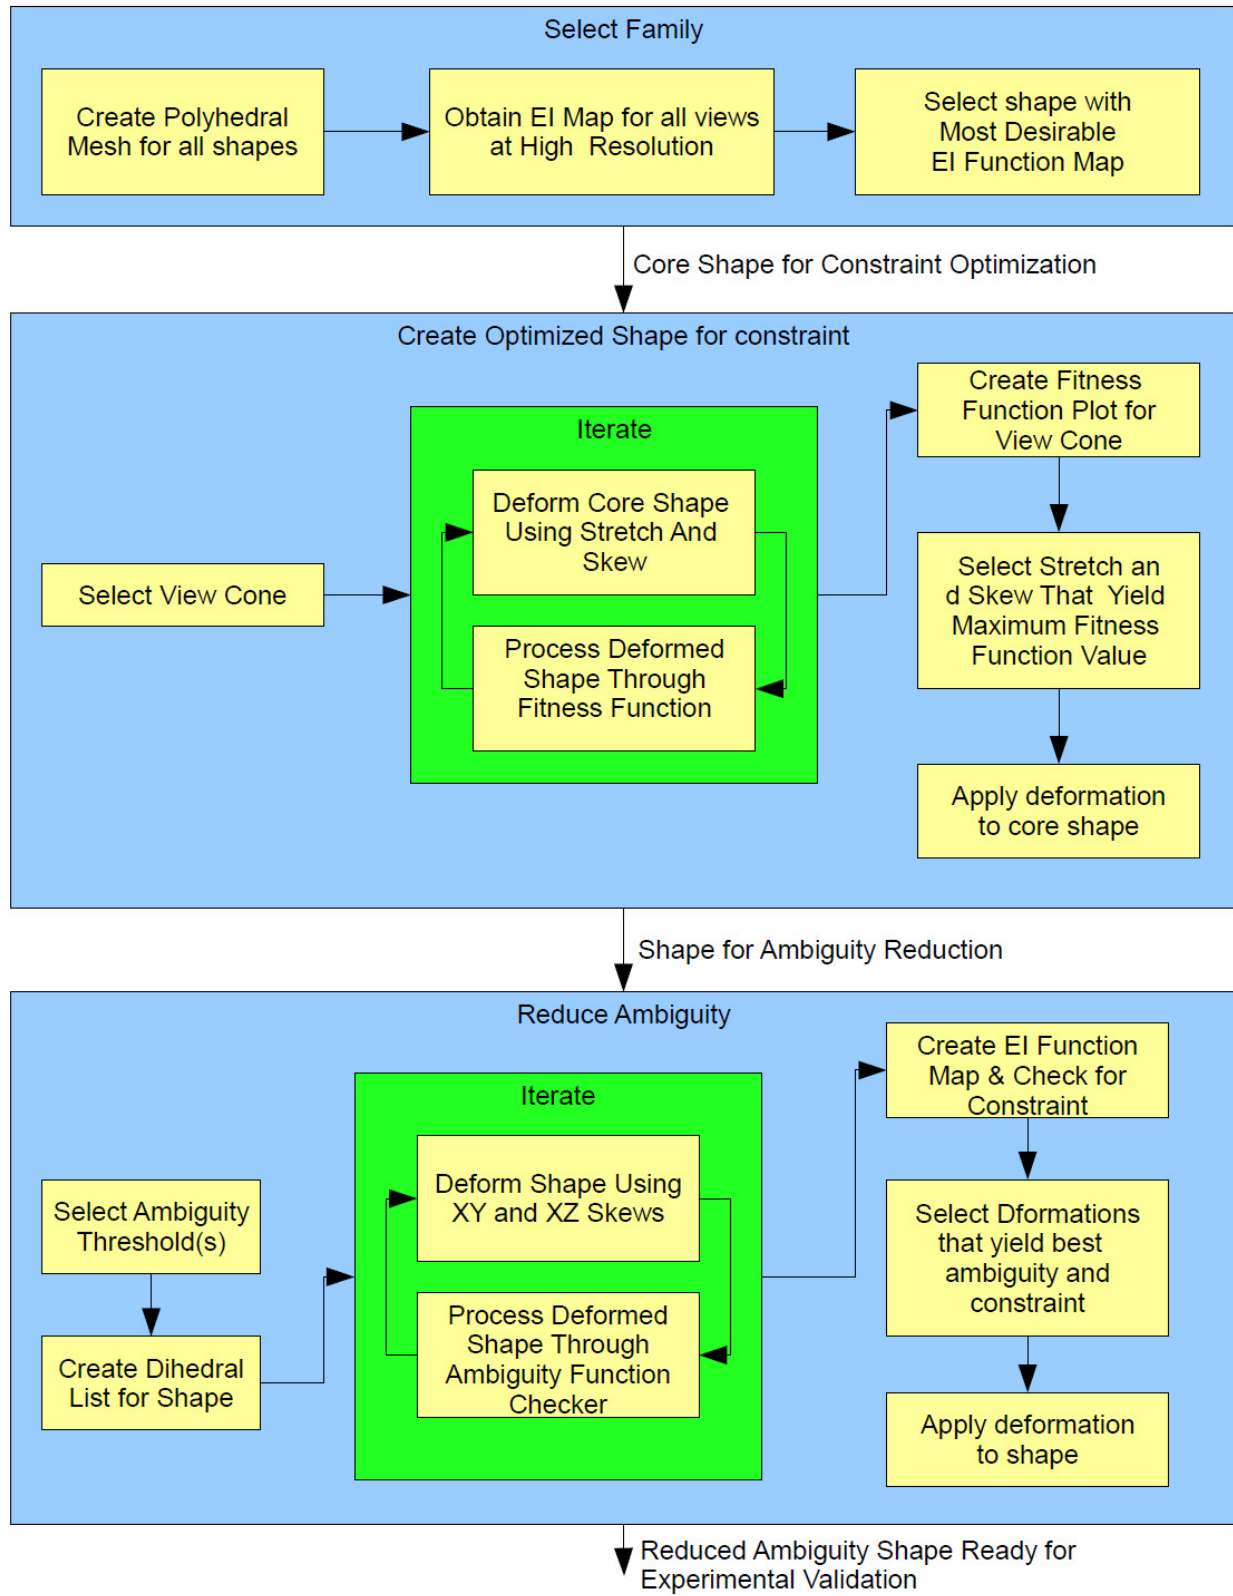 Select Family
Create Polyhedral
Mesh for all shapes
Obtain EI Map for all views
at High Resolution
Select shape with
Most Desirable
EI Function Map
Core Shape for Constraint Optimization
Create Optimized Shape for constraint
Select View Cone
Iterate
Deform Core Shape
Using Stretch And
Skew
Process Deformed
Shape Through
Fitness Function
Create Fitness
Function Plot for
View Cone
Select Stretch an
d Skew That Yield
Maximum Fitness
Function Value
Apply deformation
to core shape
Shape for Ambiguity Reduction
Reduce Ambiguity
Select Ambiguity
Threshold(s)
Create Dihedral
List for Shape
Iterate
Deform Shape Using
XY and XZ Skews
Process Deformed
Shape Through
Ambiguity Function
Checker
Create EI Function
Map & Check for
Constraint
Select Dformations
that yield best
ambiguity and
constraint
Apply deformation
to shape
Reduced Ambiguity Shape Ready for
Experimental Validation